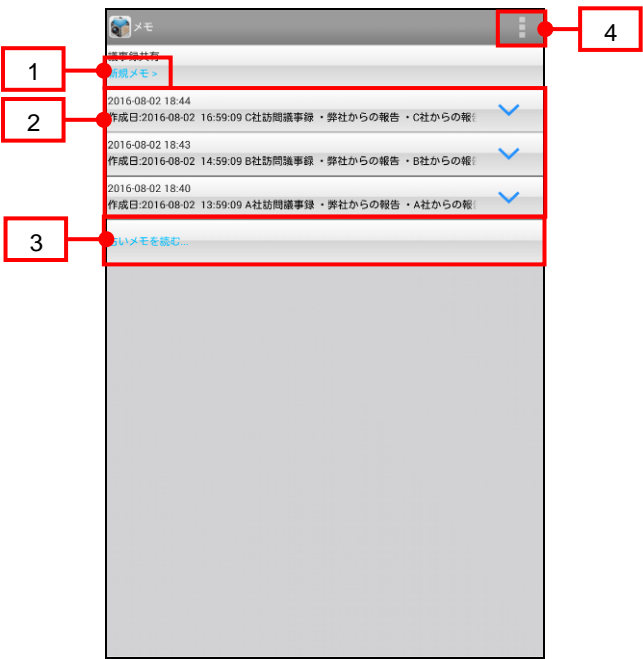 メモ
4
議事録共有
1
新規メモ >
2016-08-02 18:44
2
作成日:2016-08-02 16:59:09 C社訪問議事録 ・弊社からの報告 ・C社からの報
2016-08-02 18:43
作成日:2016-08-02 14:59:09 B社訪問議事録 ・弊社からの報告 ・B社からの報
2016-08-02 18:40
作成日:2016-08-02 13:59:09 A社訪問議事録 ・弊社からの報告 ・A社からの報
3
古いメモを読む...